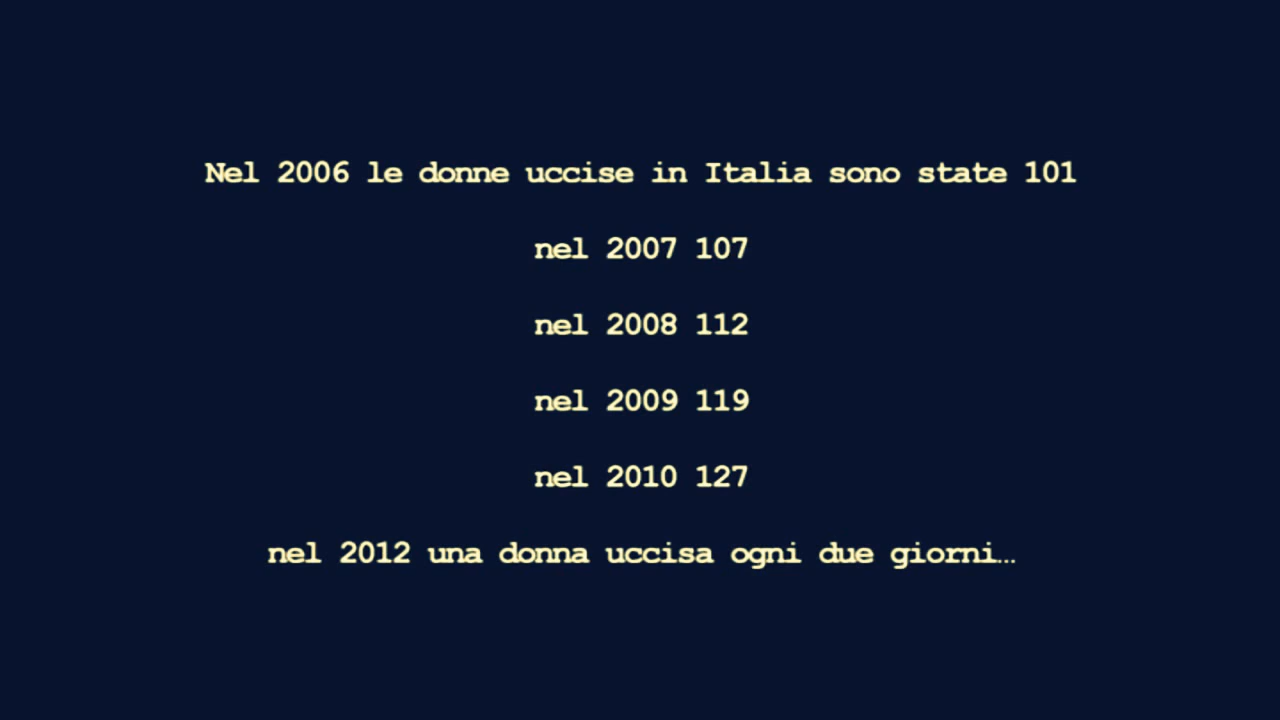 Nel 2006 le donne uccise in Italia sono state 101
nel 2007 107
nel 2008 112
nel 2009 119
nel 2010 127
nel 2012 una donna uccisa ogni due giorni…